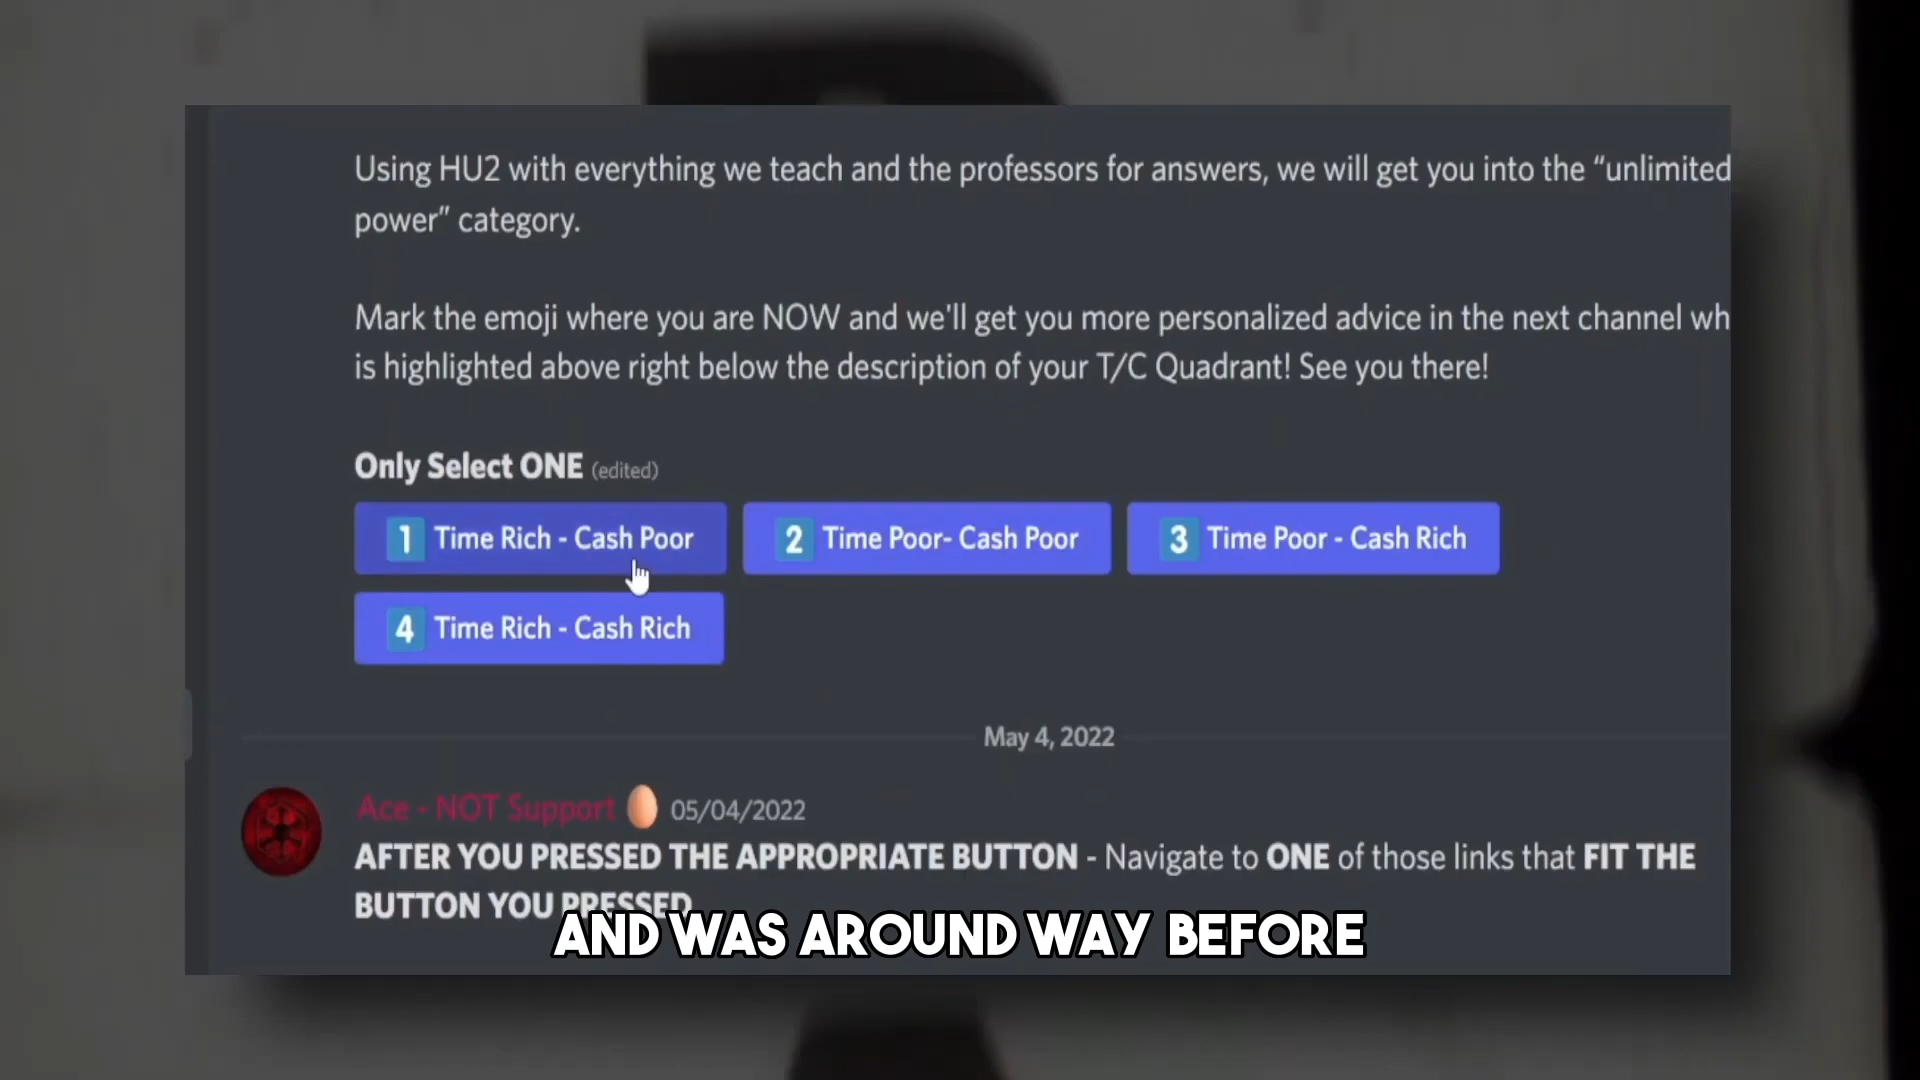 Using HU2 with everything we teach and the professors for answers, we will get you into the “unlimited
power” category.
Mark the emoji where you are NOW and we'll get you more personalized advice in the next channel wh
is highlighted above right below the description of your T/C Quadrant! See you there!
Only Select ONE (edited)
1 Time Rich - Cash Poor 2 Time Poor- Cash Poor 3 Time Poor - Cash Rich
4 Time Rich - Cash Rich
May 4, 2022
Ace - NOT Support 05/04/2022
AFTER YOU PRESSED THE APPROPRIATE BUTTON - Navigate to ONE of those links that FIT THE
BUTTON YOU PRESSED
AND WAS AROUND WAY BEFORE